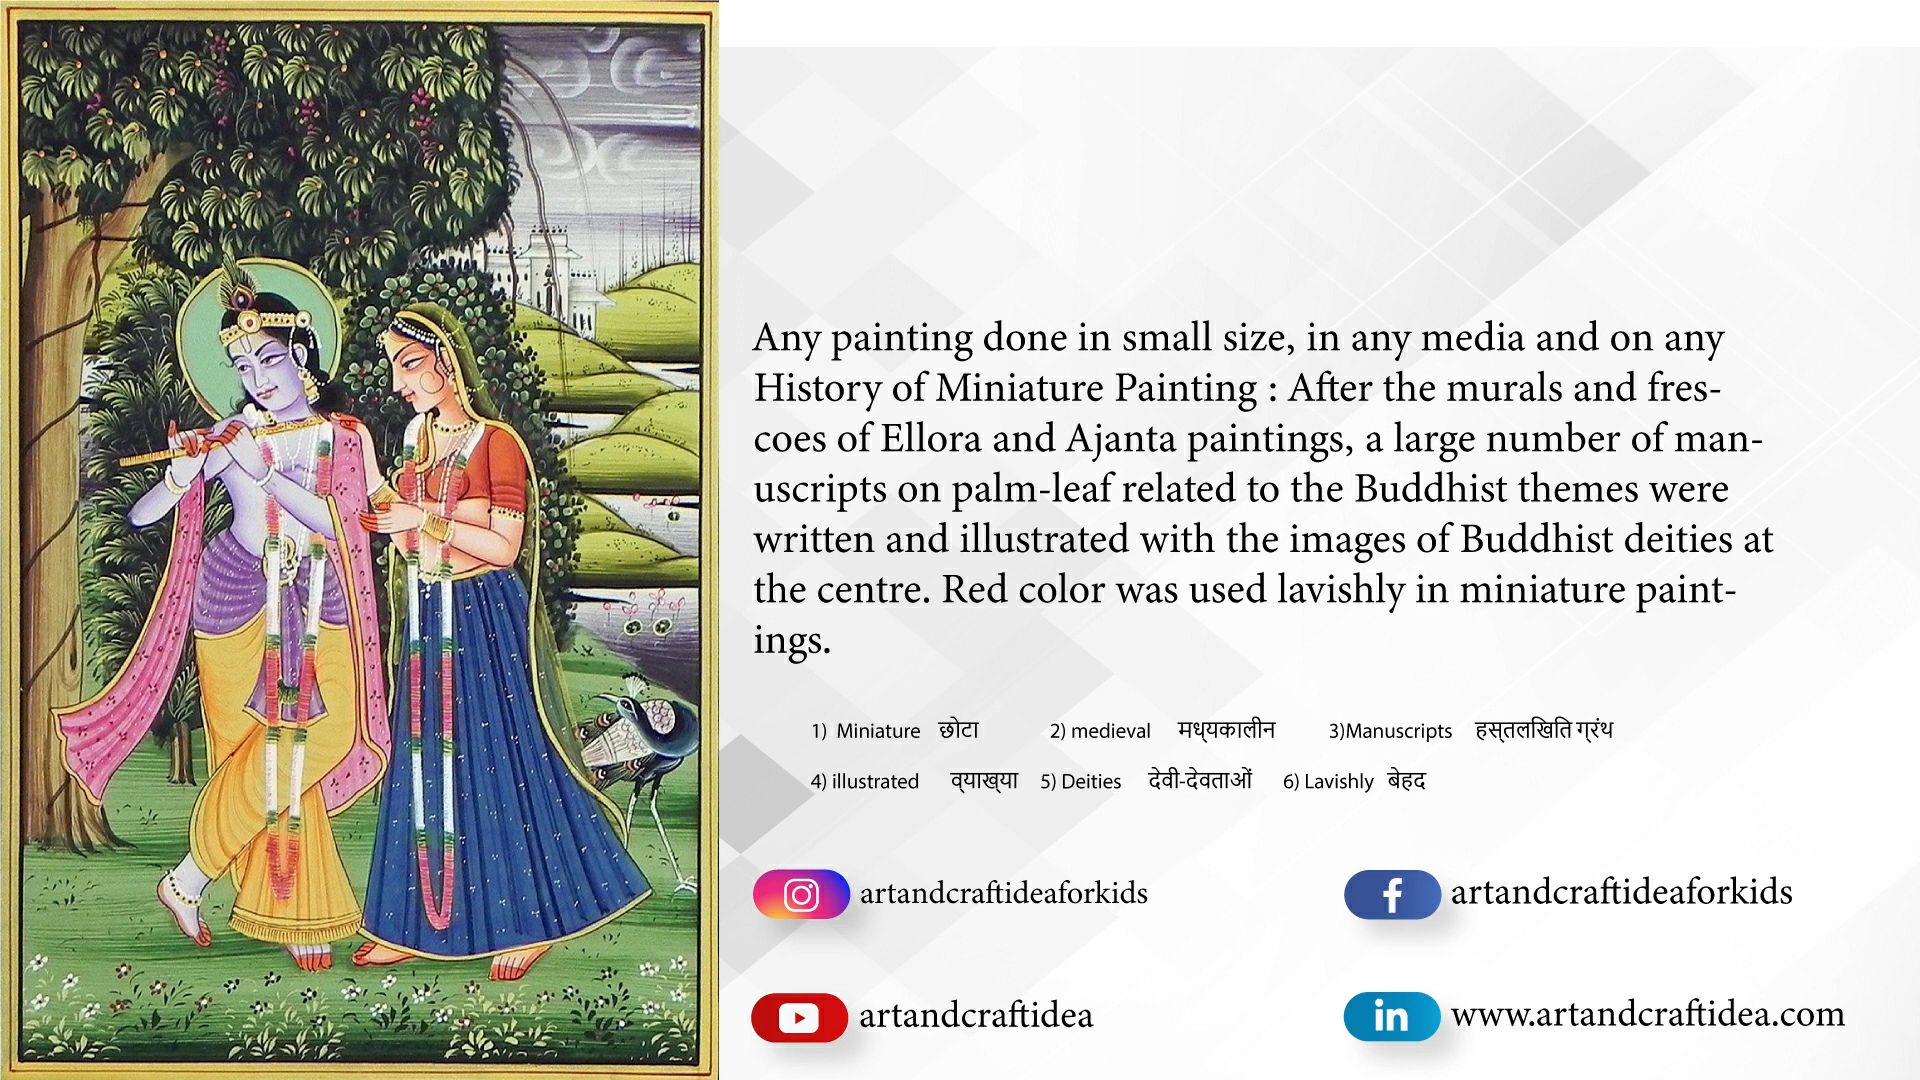 Any painting done in small size, in any media and on any
History of Miniature Painting : After the murals and fres-
coes of Ellora and Ajanta paintings, a large number of man-
uscripts on palm-leaf related to the Buddhist themes were
written and illustrated with the images of Buddhist deities at
the centre. Red color was used lavishly in miniature paint-
ings.
1) Miniature छोटा 2) medieval मध्‌यकालीन 3)Manuscripts हस्‌तलखिति ग्‌रंथ
4) illustrated व्‌याख्‌या 5) Deities देवी-देवताओं 6) Lavishly बेहद
artandcraftideaforkids artandcraftideaforkids
artandcraftidea www.artandcraftidea.com